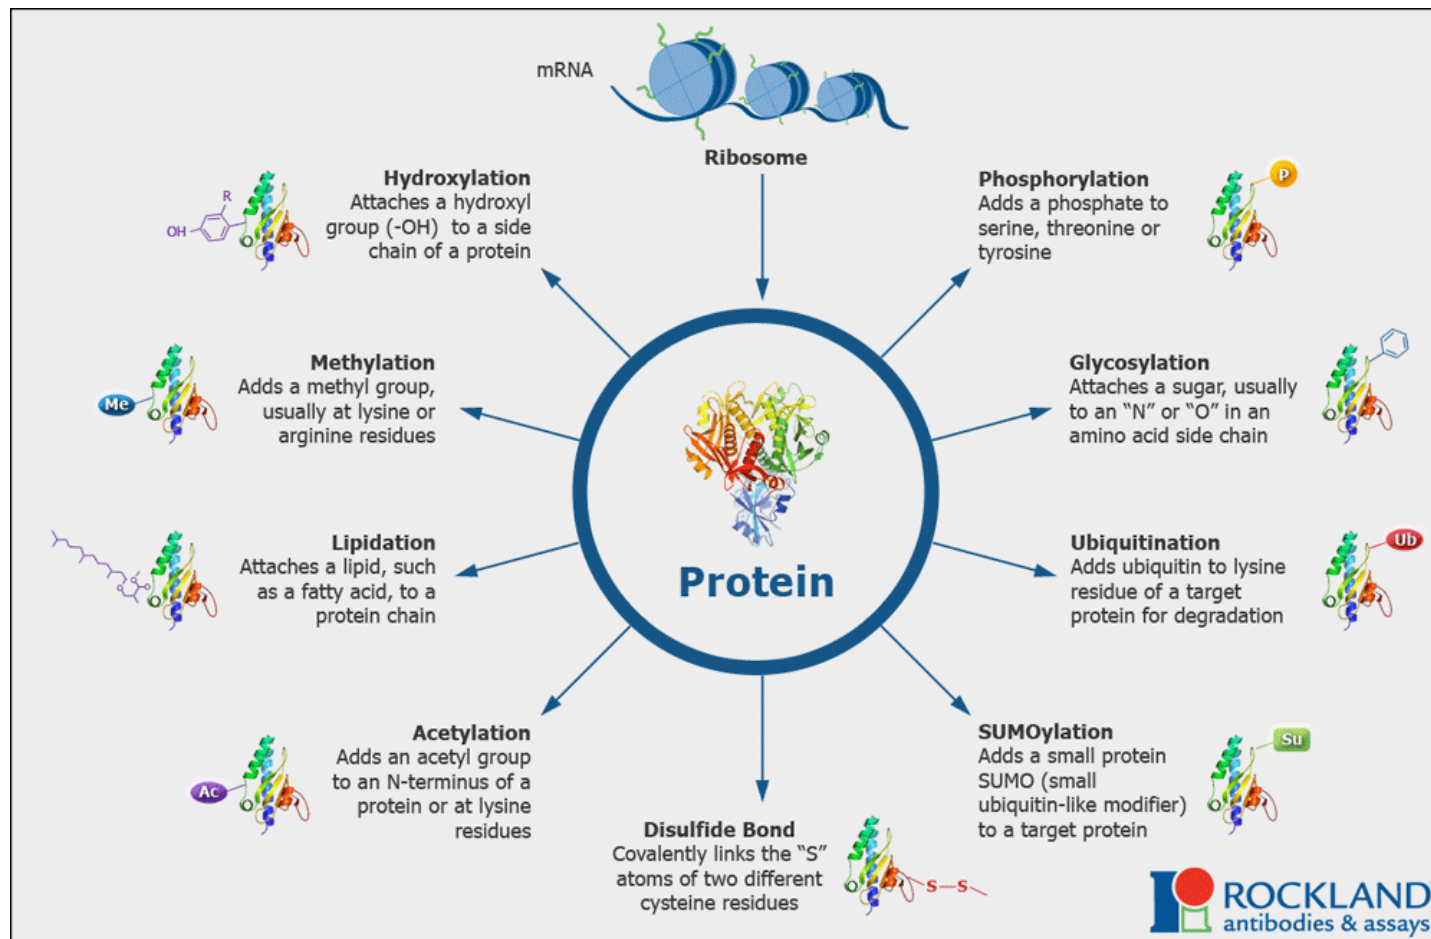 mRNA
Ribosome
Hydroxylation
Attaches a hydroxyl
group (-OH) to a side
chain of a protein
OH
R
Phosphorylation
Adds a phosphate to
serine, threonine or
tyrosine
P
Methylation
Adds a methyl group,
usually at lysine or
arginine residues
Me
Glycosylation
Attaches a sugar, usually
to an “N” or “O” in an
amino acid side chain
Protein
Lipidation
Attaches a lipid, such
as a fatty acid, to a
protein chain
Ubiquitination
Adds ubiquitin to lysine
residue of a target
protein for degradation
Ub
Acetylation
Adds an acetyl group
to an N-terminus of a
protein or at lysine
residues
Ac
Disulfide Bond
Covalently links the “S”
atoms of two different
cysteine residues
S-S
SUMOylation
Adds a small protein
SUMO (small
ubiquitin-like modifier)
to a target protein
Su
ROCKLAND
antibodies & assays